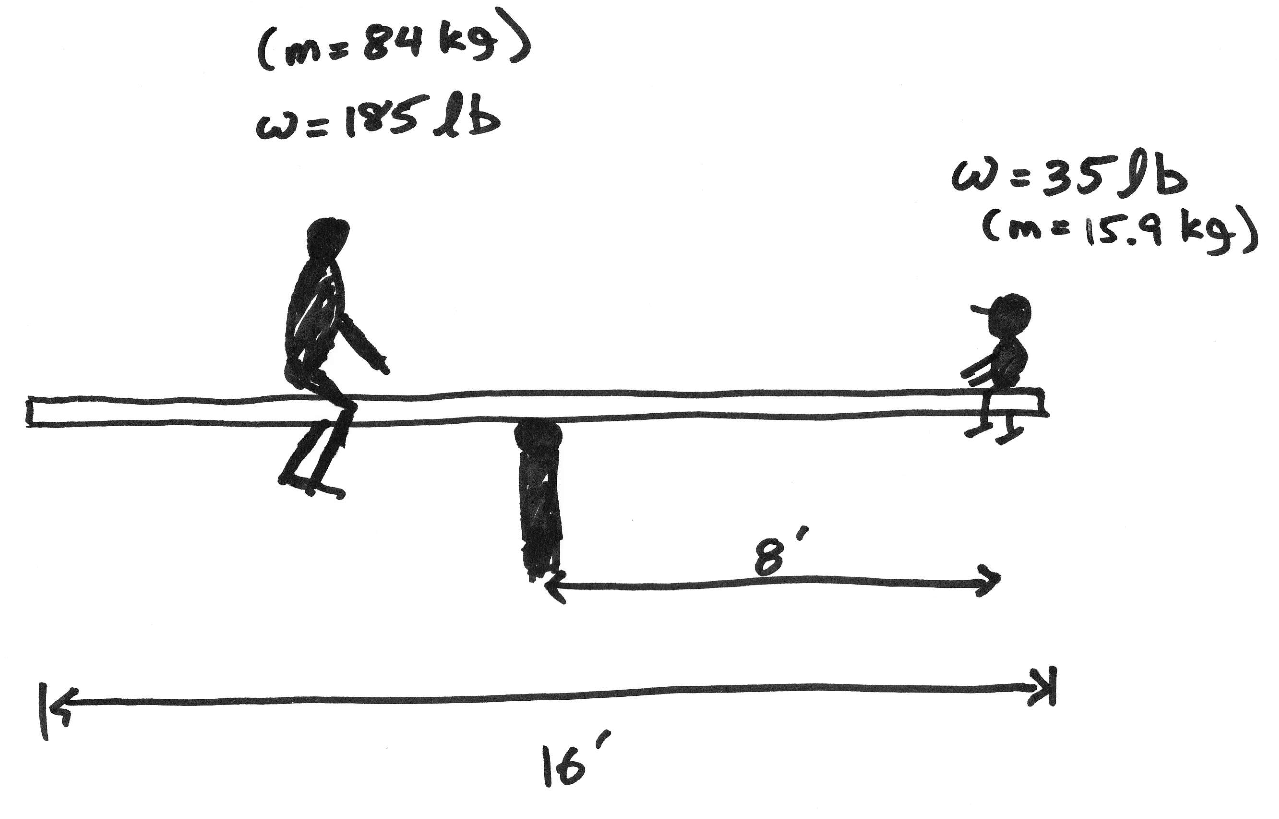 (m = 84 kg)
w = 185 lb
w = 35 lb
(m = 15.9 kg)
8'
16'